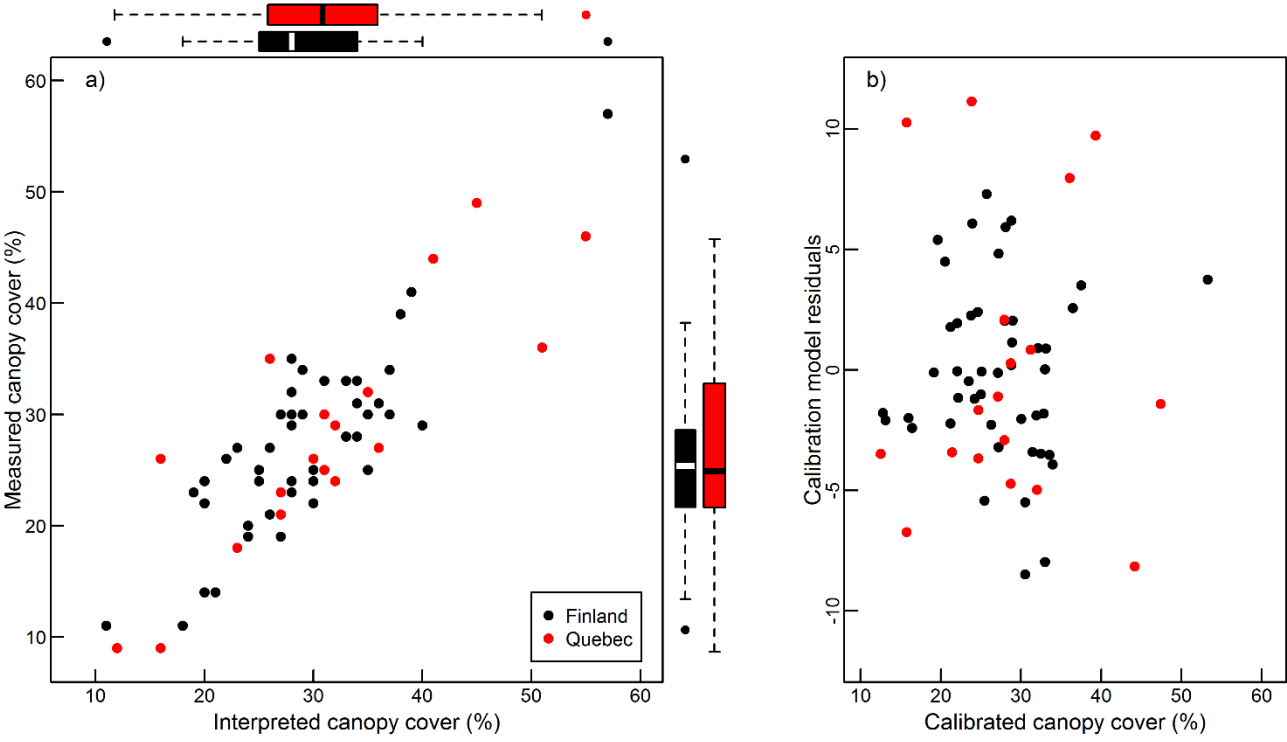 a)
60
50
40
30
20
10
Measured canopy cover (%)
Finland
Quebec
10 20 30 40 50 60
Interpreted canopy cover (%)
b)
10
5
0
-5
-10
Calibration model residuals
10 20 30 40 50 60
Calibrated canopy cover (%)